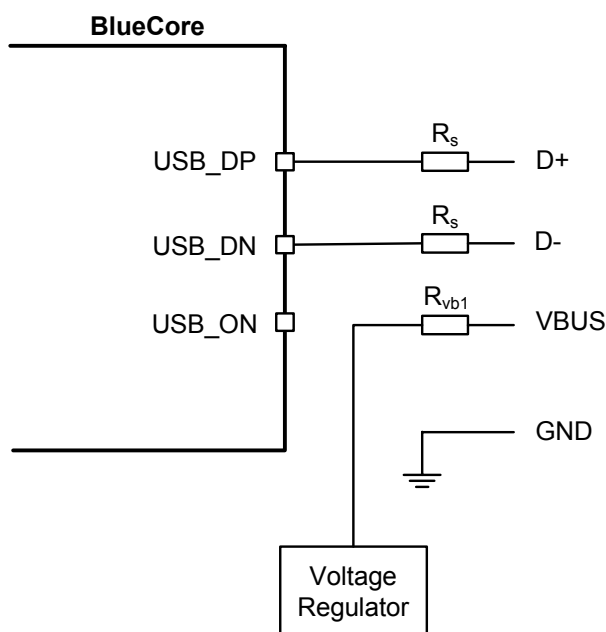 BlueCore
R_s
USB_DP
D+
R_s
USB_DN
D-
R_vb1
USB_ON
VBUS
GND
Voltage
Regulator